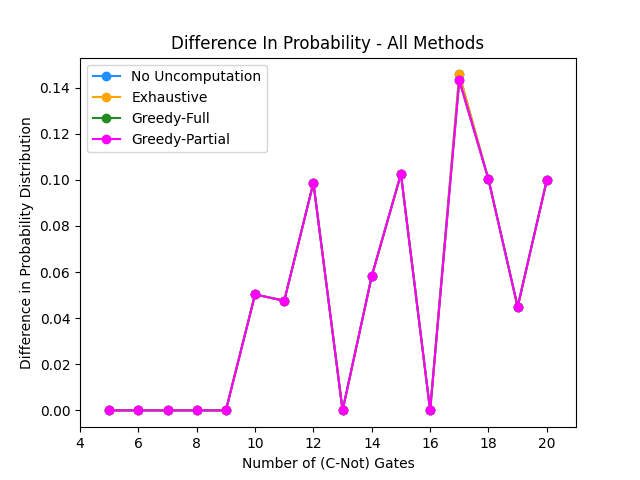 Difference In Probability - All Methods
No Uncomputation
Exhaustive
Greedy-Full
Greedy-Partial
Difference in Probability Distribution
0.14
0.12
0.10
0.08
0.06
0.04
0.02
0.00
4 6 8 10 12 14 16 18 20
Number of (C-Not) Gates